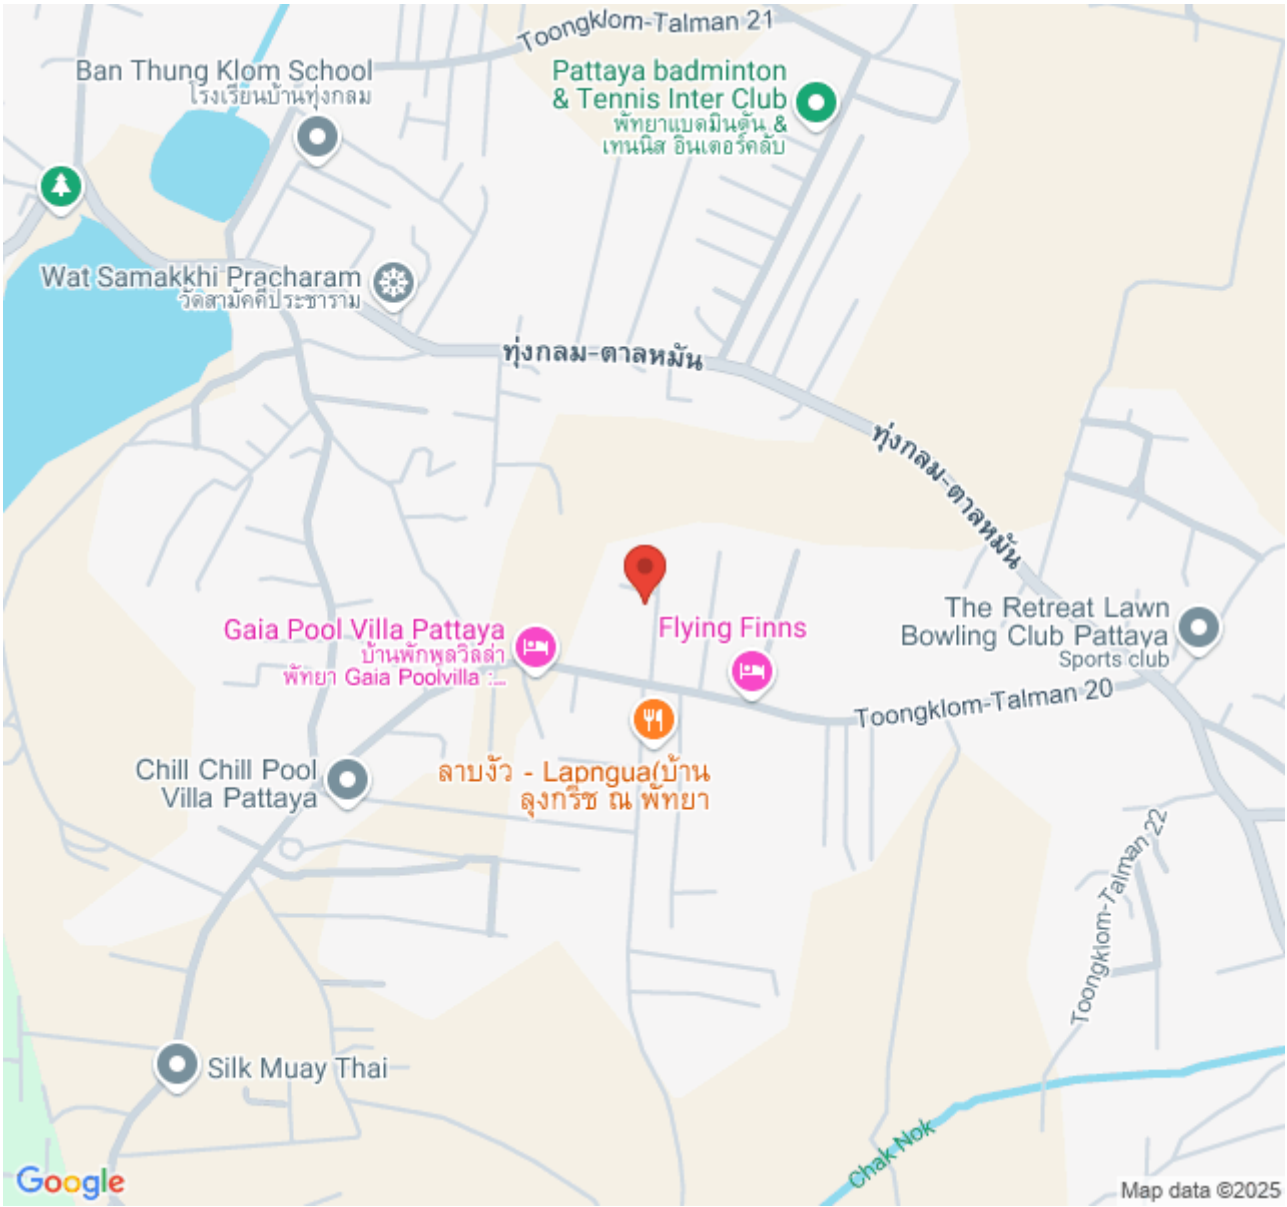 Toongklom-Talman 21
Ban Thung Klom School
โรงเรียนบ้านทุ่งกลม
Pattaya badminton
& Tennis Inter Club
พัทยาแบดมินตัน &
เทนนิส อินเตอร์คลับ
Wat Samakkhi Pracharam
วัดสามัคคีประชาราม
ทุ่งกลม-ตาลหมัน
ทุ่งกลม-ตาลหมัน
The Retreat Lawn
Bowling Club Pattaya
Sports club
Gaia Pool Villa Pattaya
บ้านพักพูลวิลล่า
พัทยา Gaia Poolvilla :...
Flying Finns
Toongklom-Talman 20
ลาบงัว - Lapngua(บ้าน
ลุงกรีช ณ พัทยา
Chill Chill Pool
Villa Pattaya
Toongklom-Talman 22
Silk Muay Thai
Chak Nok
Google
Map data ©2025